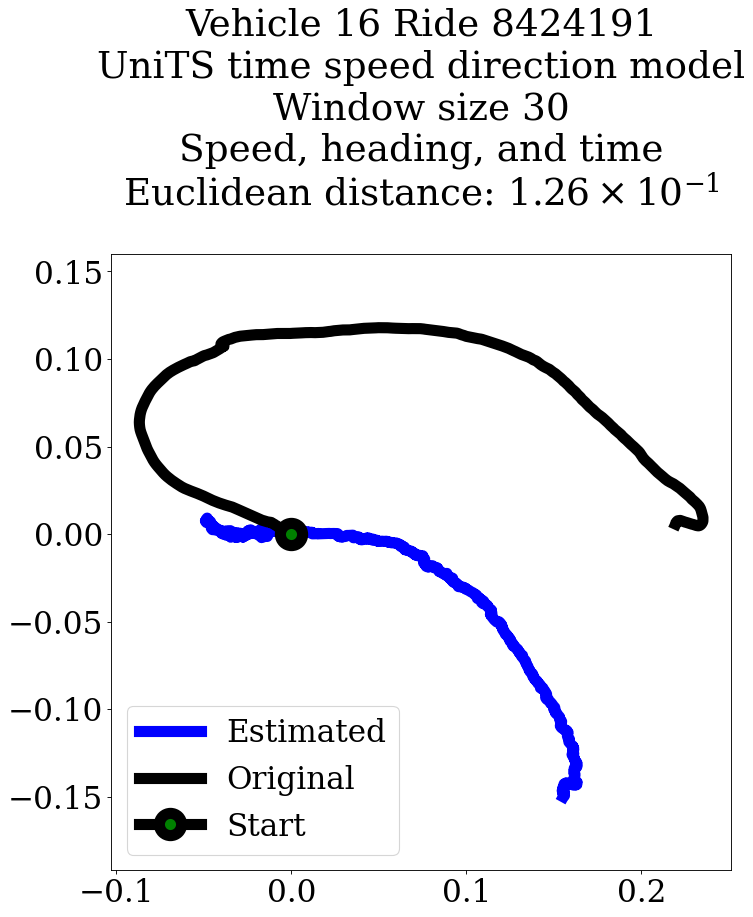 Vehicle 16 Ride 8424191
UniTS time speed direction model
Window size 30
Speed, heading, and time
Euclidean distance: 1.26 × 10⁻¹
0.15
0.10
0.05
0.00
−0.05
−0.10
−0.15
Estimated
Original
Start
−0.1 0.0 0.1 0.2